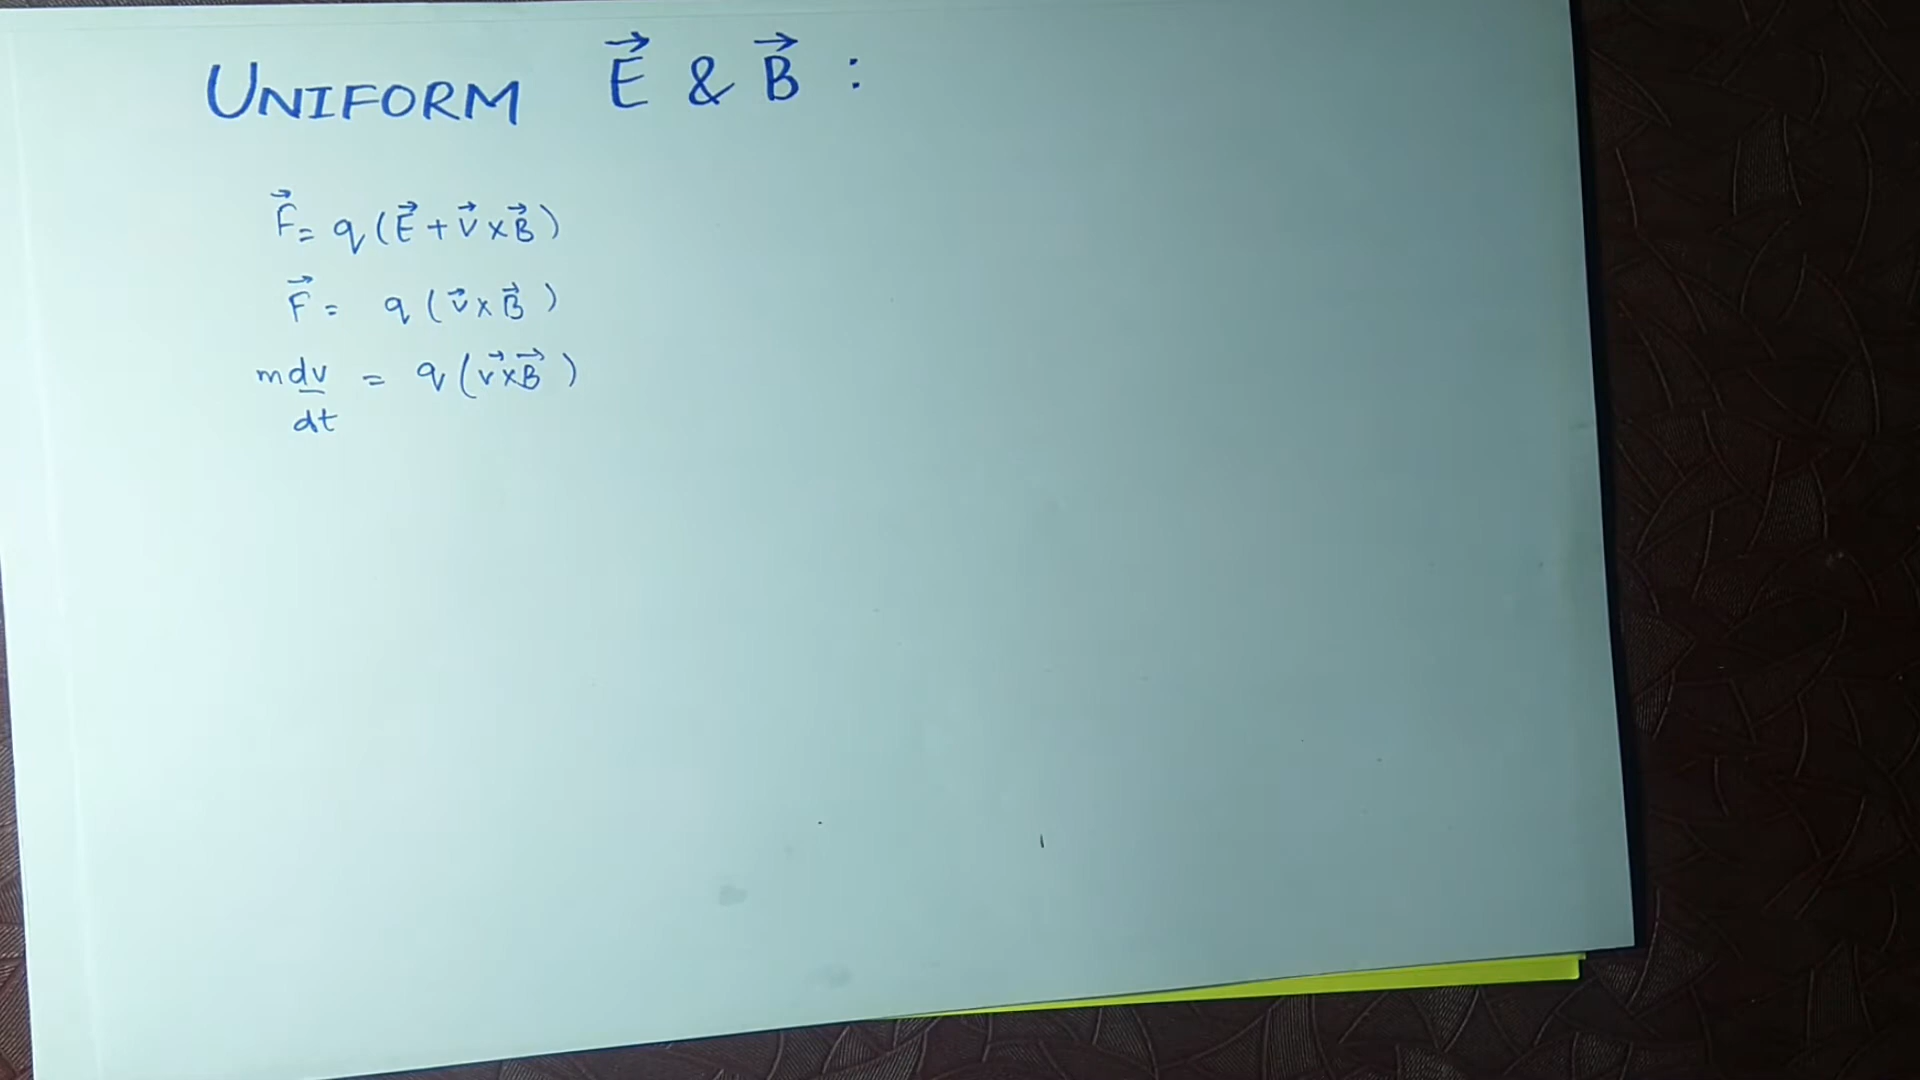 UNIFORM E⃗ & B⃗ :
F⃗ = q (E⃗ + v⃗ × B⃗)
F⃗ = q (v⃗ × B⃗)
m dv/dt = q (v⃗ × B⃗)